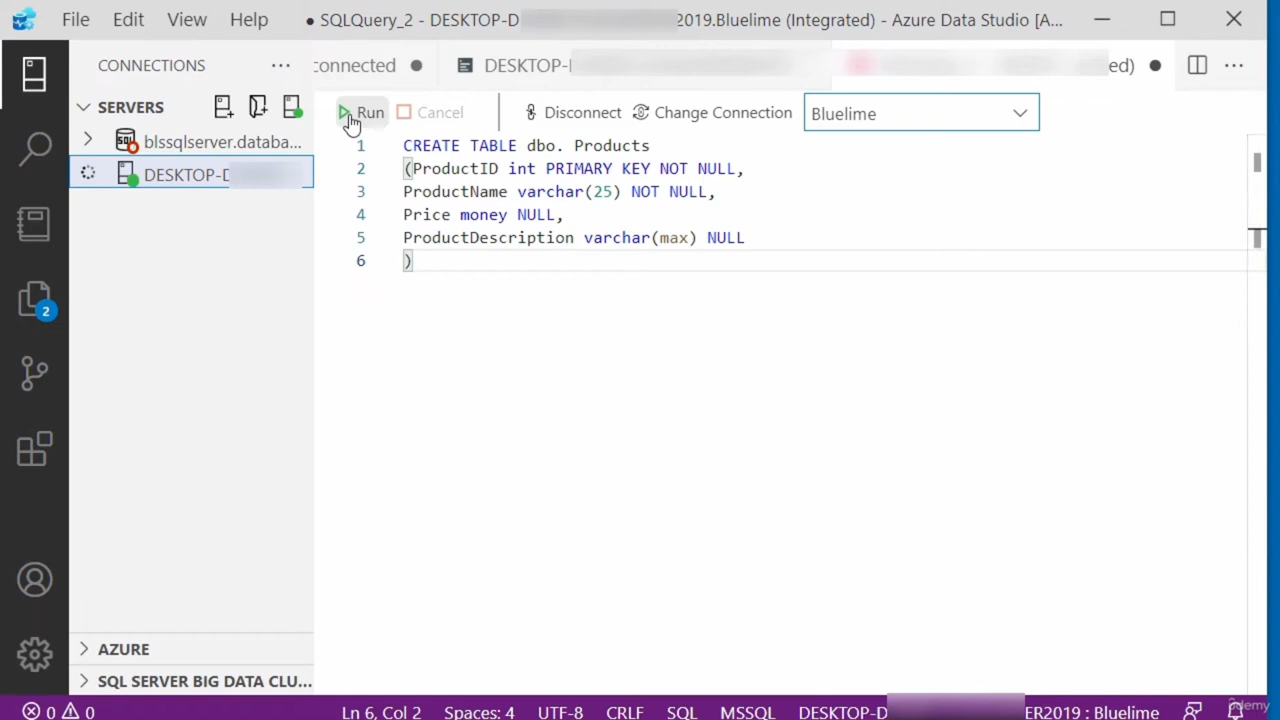 File Edit View Help ● SQLQuery_2 - DESKTOP-D 2019.Bluelime (Integrated) - Azure Data Studio [A...
CONNECTIONS ... connected ● DESKTOP- ed) ● ...
SERVERS
Run Cancel Disconnect Change Connection Bluelime
blssqlserver.databa...
DESKTOP-D
1 CREATE TABLE dbo. Products
2 (ProductID int PRIMARY KEY NOT NULL,
3 ProductName varchar(25) NOT NULL,
4 Price money NULL,
5 ProductDescription varchar(max) NULL
6 )
2
AZURE
SQL SERVER BIG DATA CLU...
0 0 Ln 6, Col 2 Spaces: 4 UTF-8 CRLF SQL MSSQL DESKTOP-D ER2019 : Bluelime
ûdemy